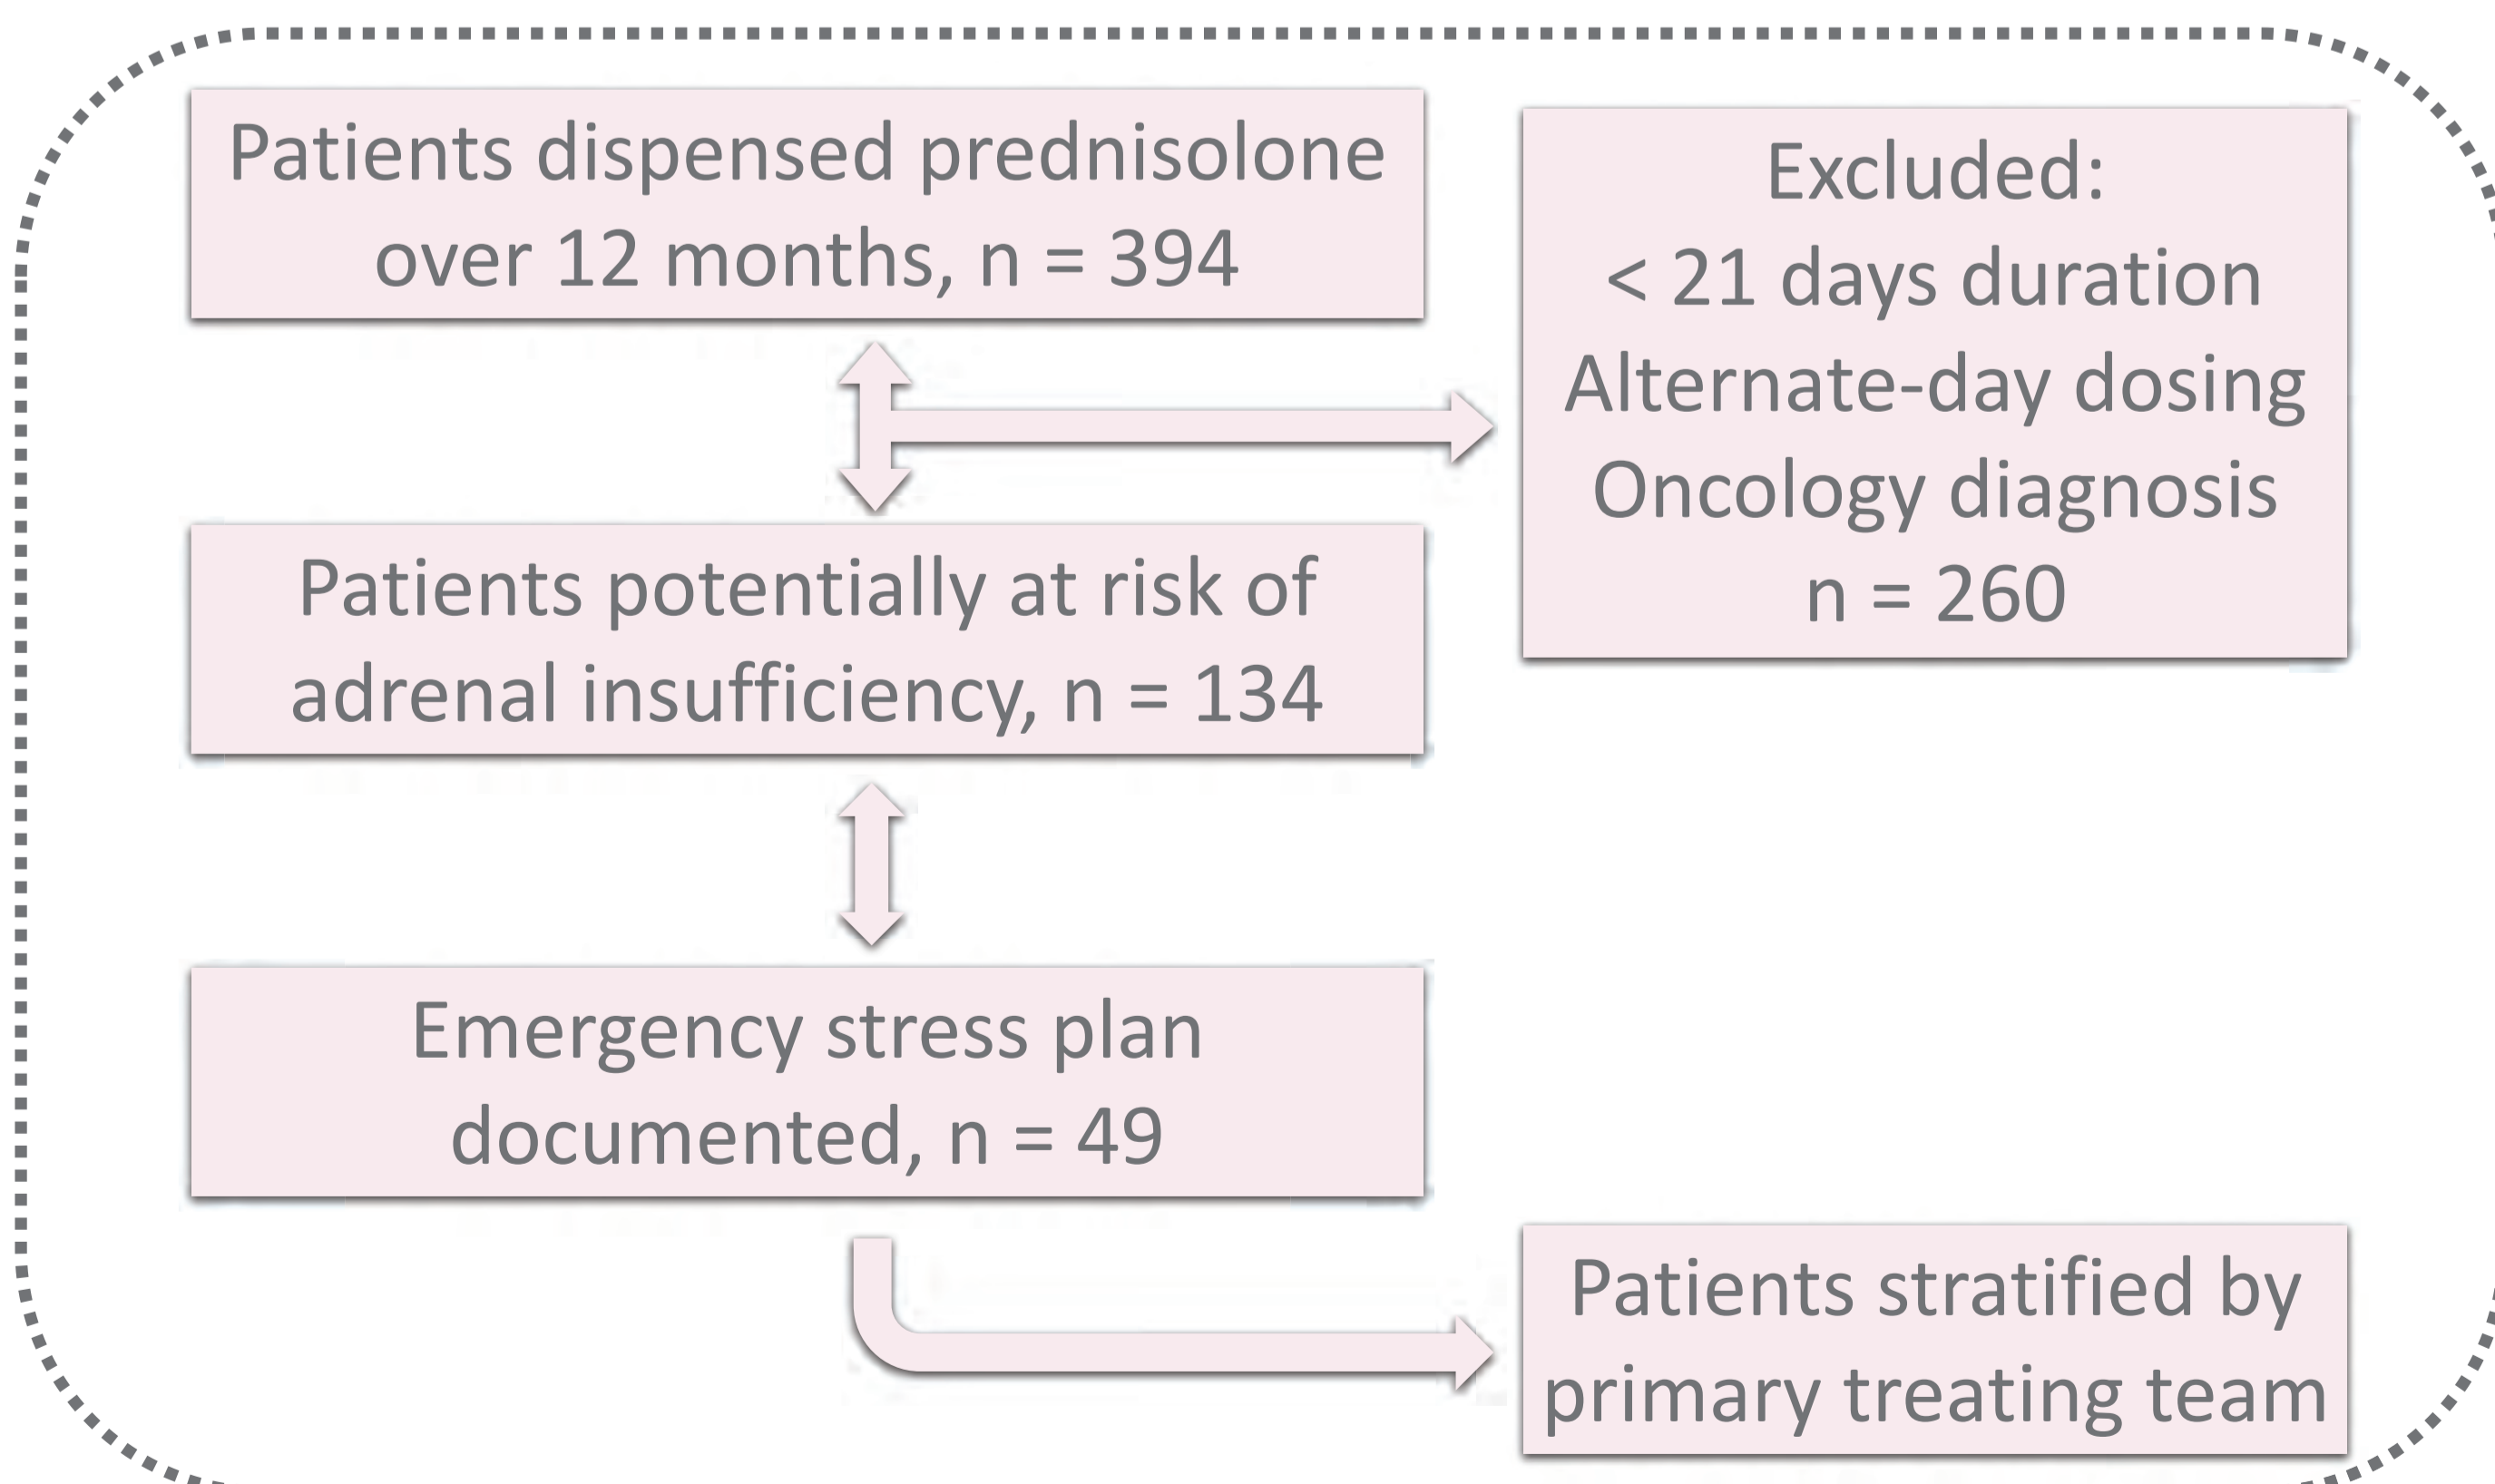 Patients dispensed prednisolone
over 12 months, n = 394
Excluded:
< 21 days duration
Alternate-day dosing
Oncology diagnosis
n = 260
Patients potentially at risk of
adrenal insufficiency, n = 134
Emergency stress plan
documented, n = 49
Patients stratified by
primary treating team